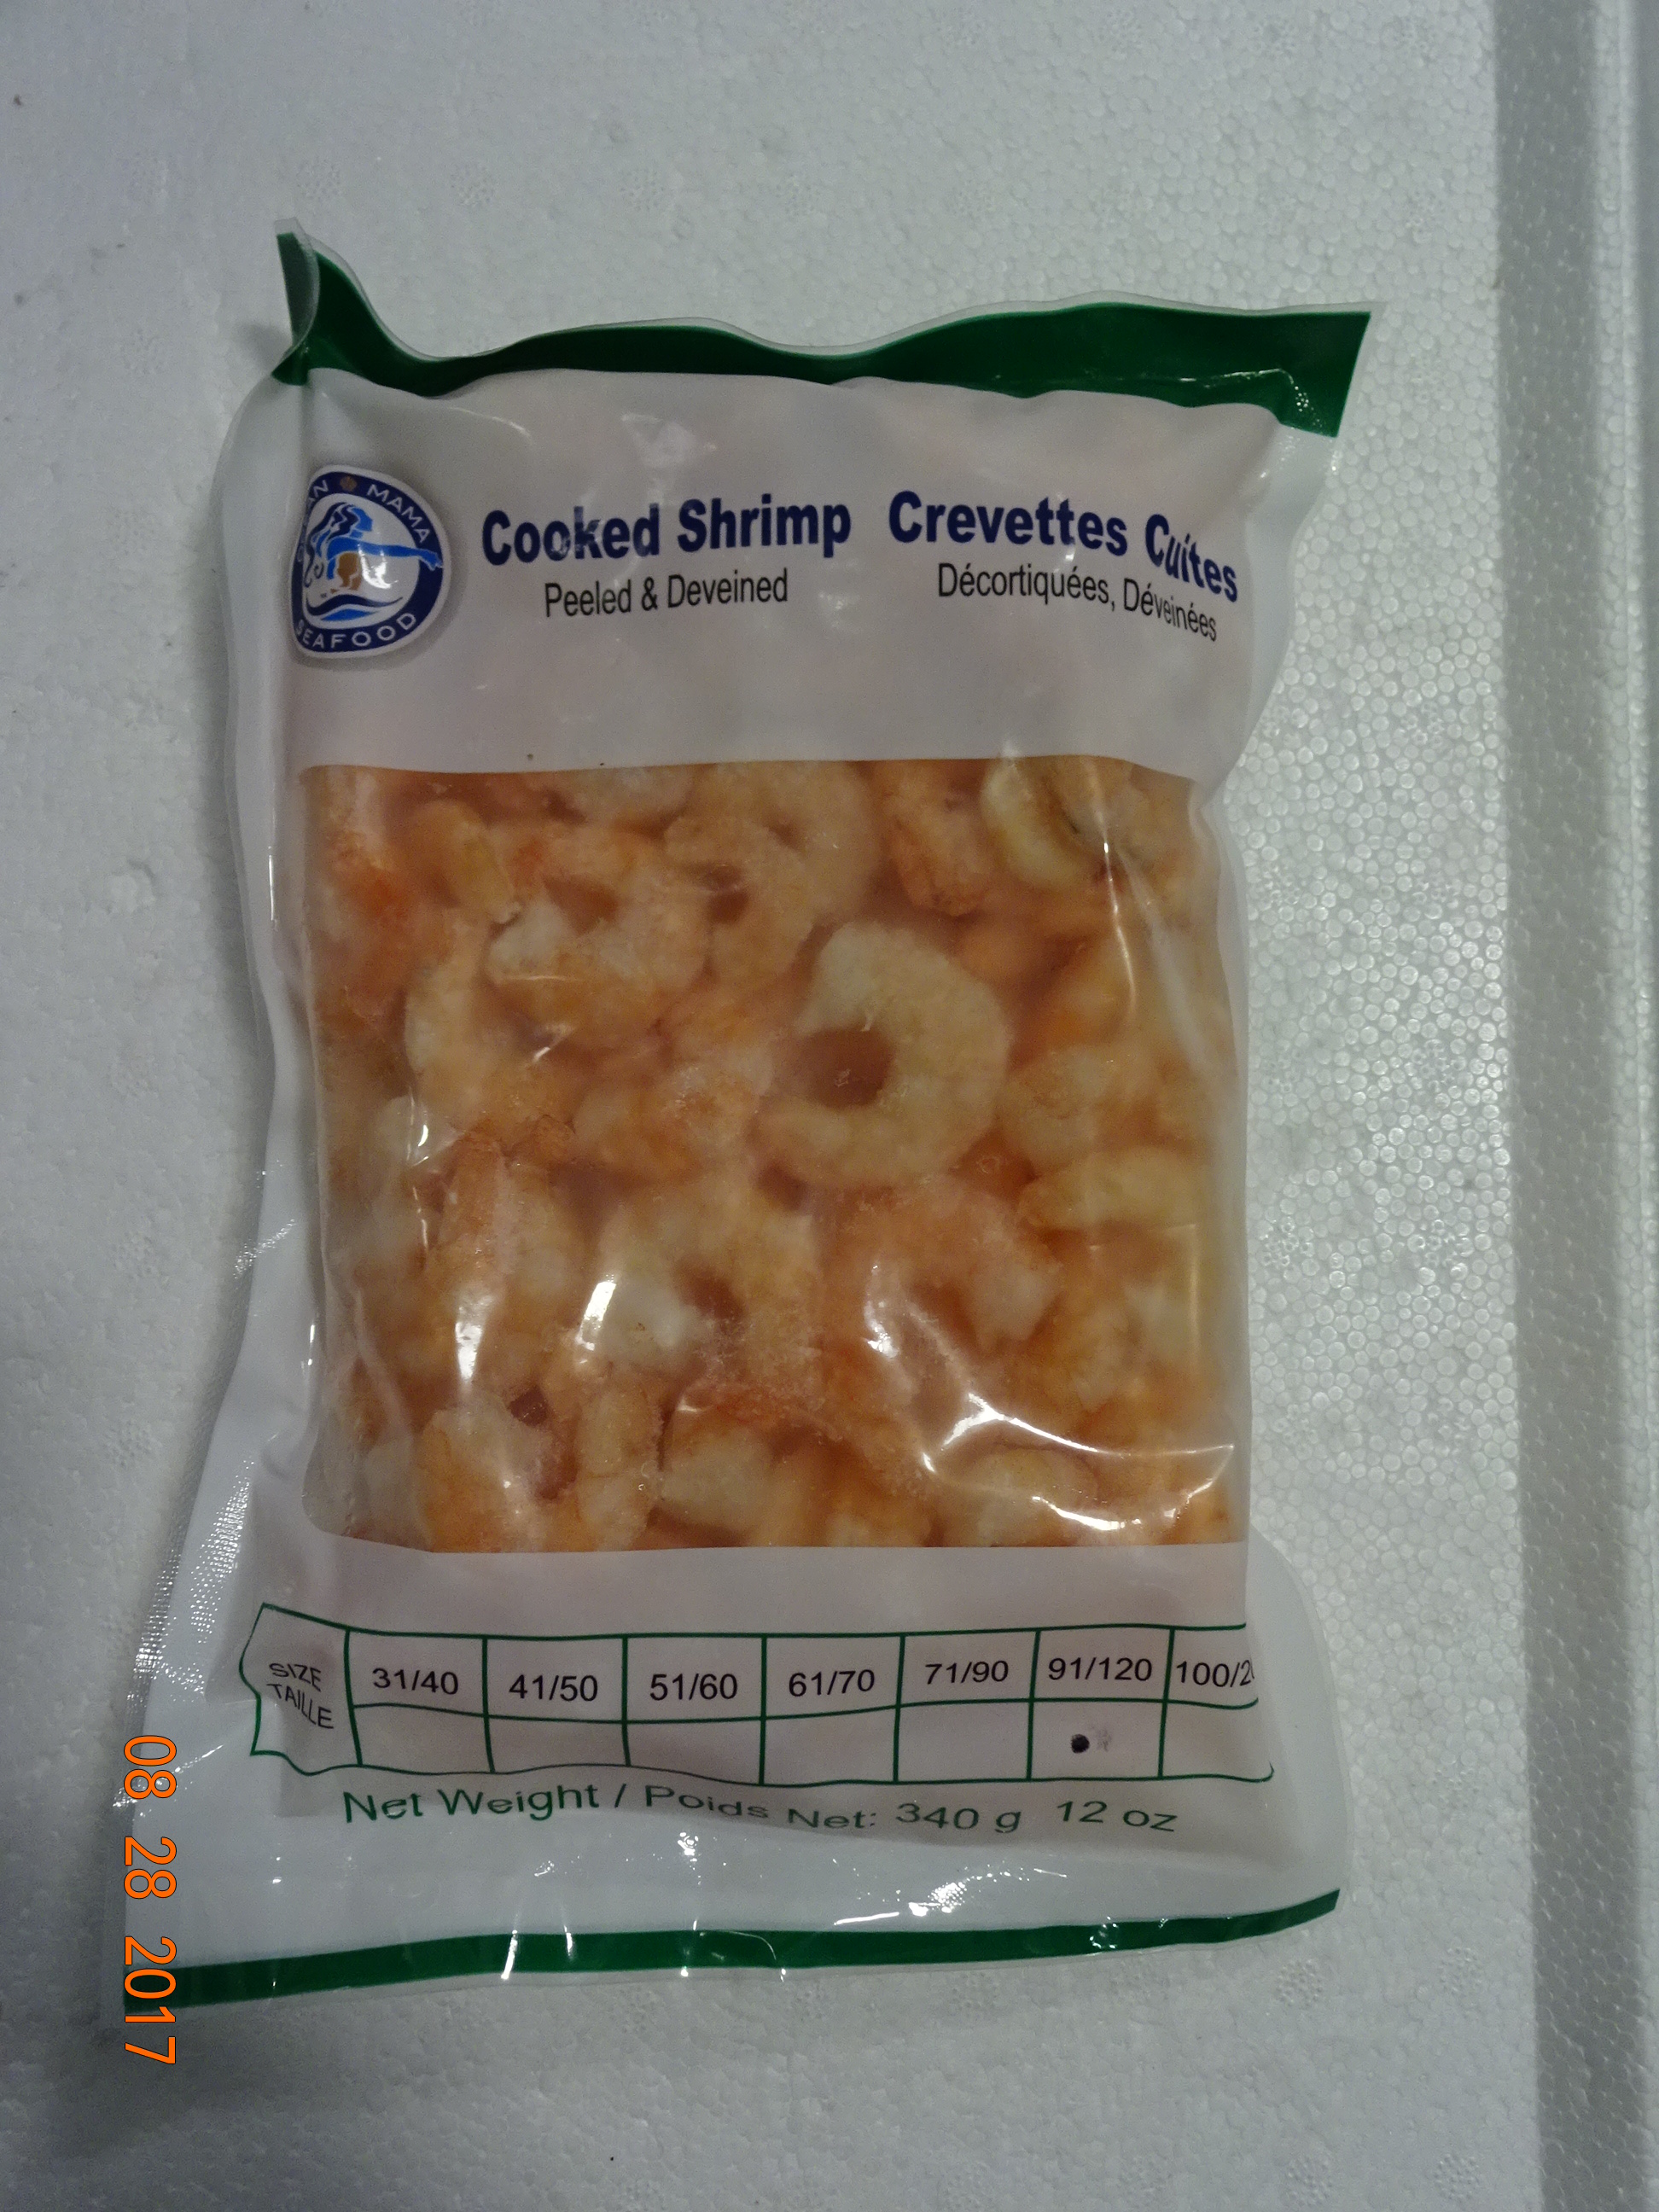 MAMA
SEAFOOD
Cooked Shrimp Crevettes Cuites
Peeled & Deveined Décortiquées, Déveinées
SIZE 31/40 41/50 51/60 61/70 71/90 91/120
TAILLE
Net Weight / Poids Net: 340 g 12 oz
08 28 2017